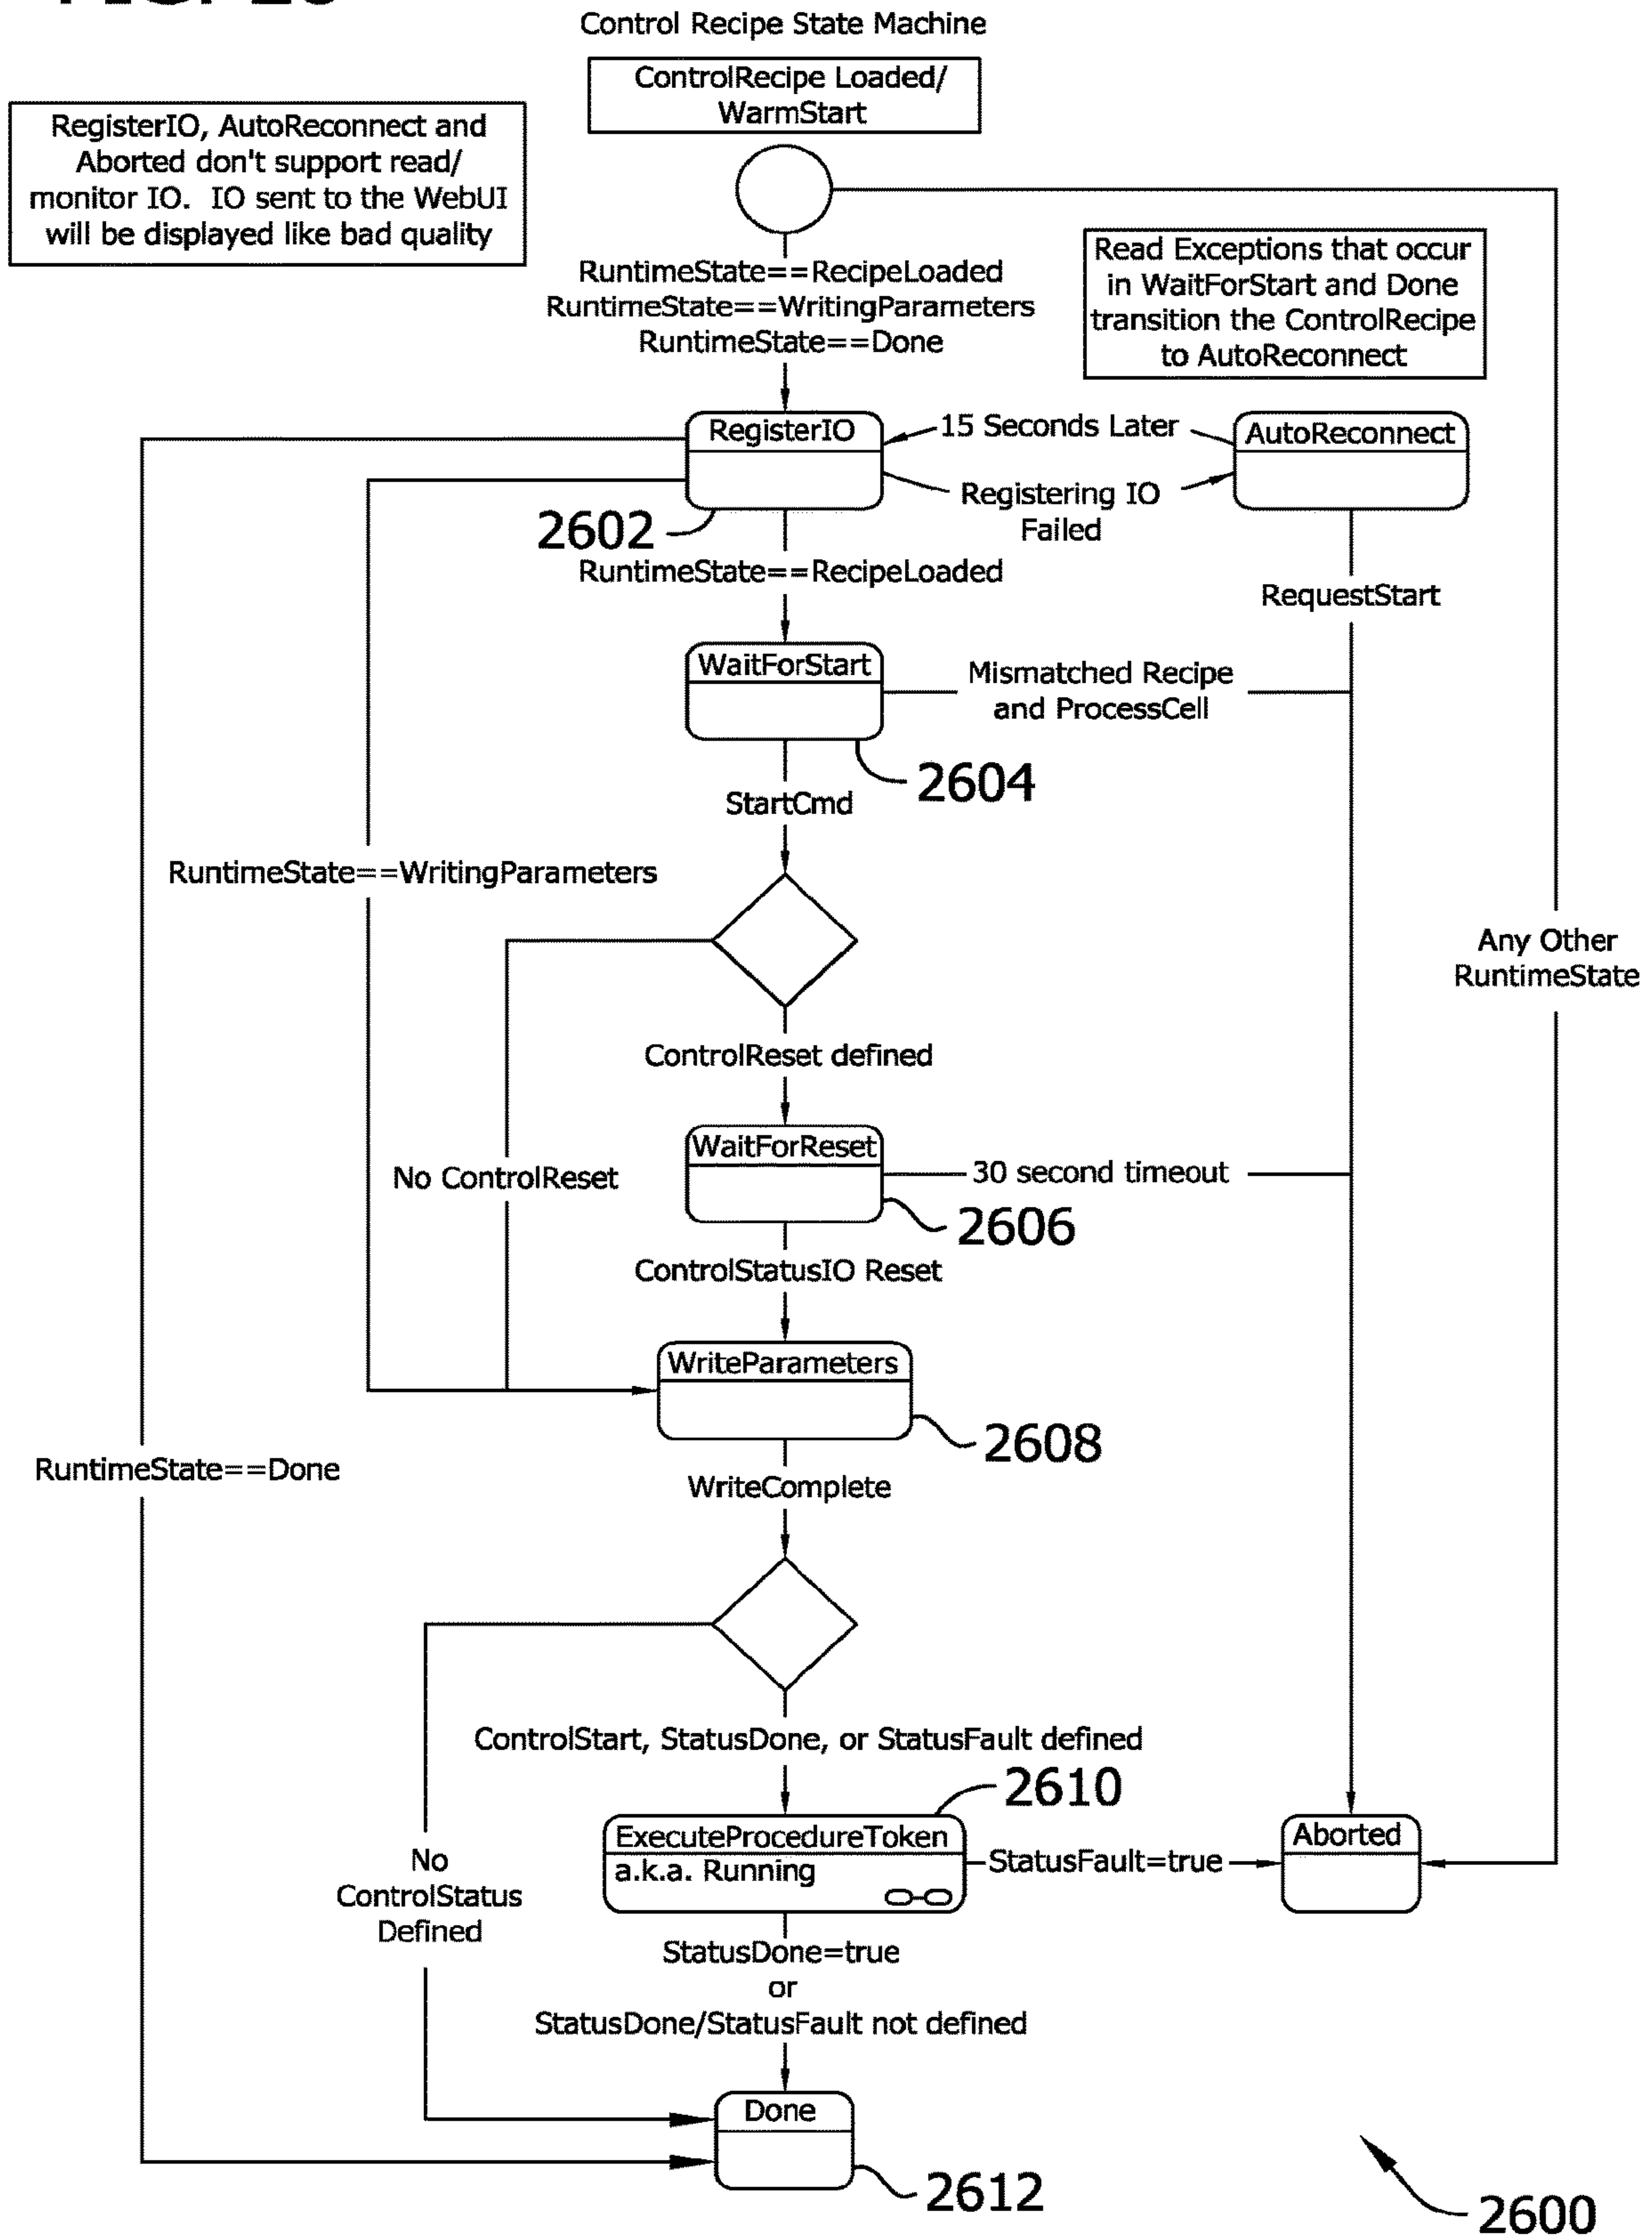 Control Recipe State Machine
ControlRecipe Loaded/
WarmStart
RegisterIO, AutoReconnect and
Aborted don't support read/
monitor IO. IO sent to the WebUI
will be displayed like bad quality
Read Exceptions that occur
in WaitForStart and Done
transition the ControlRecipe
to AutoReconnect
RuntimeState==RecipeLoaded
RuntimeState==WritingParameters
RuntimeState==Done
RegisterIO
15 Seconds Later
AutoReconnect
Registering IO
Failed
2602
RuntimeState==RecipeLoaded
RequestStart
WaitForStart
Mismatched Recipe
and ProcessCell
2604
StartCmd
RuntimeState==WritingParameters
Any Other
RuntimeState
ControlReset defined
WaitForReset
No ControlReset
30 second timeout
2606
ControlStatusIO Reset
WriteParameters
2608
RuntimeState==Done
WriteComplete
ControlStart, StatusDone, or StatusFault defined
2610
ExecuteProcedureToken
a.k.a. Running
StatusFault=true
Aborted
No
ControlStatus
Defined
StatusDone=true
or
StatusDone/StatusFault not defined
Done
2612
2600